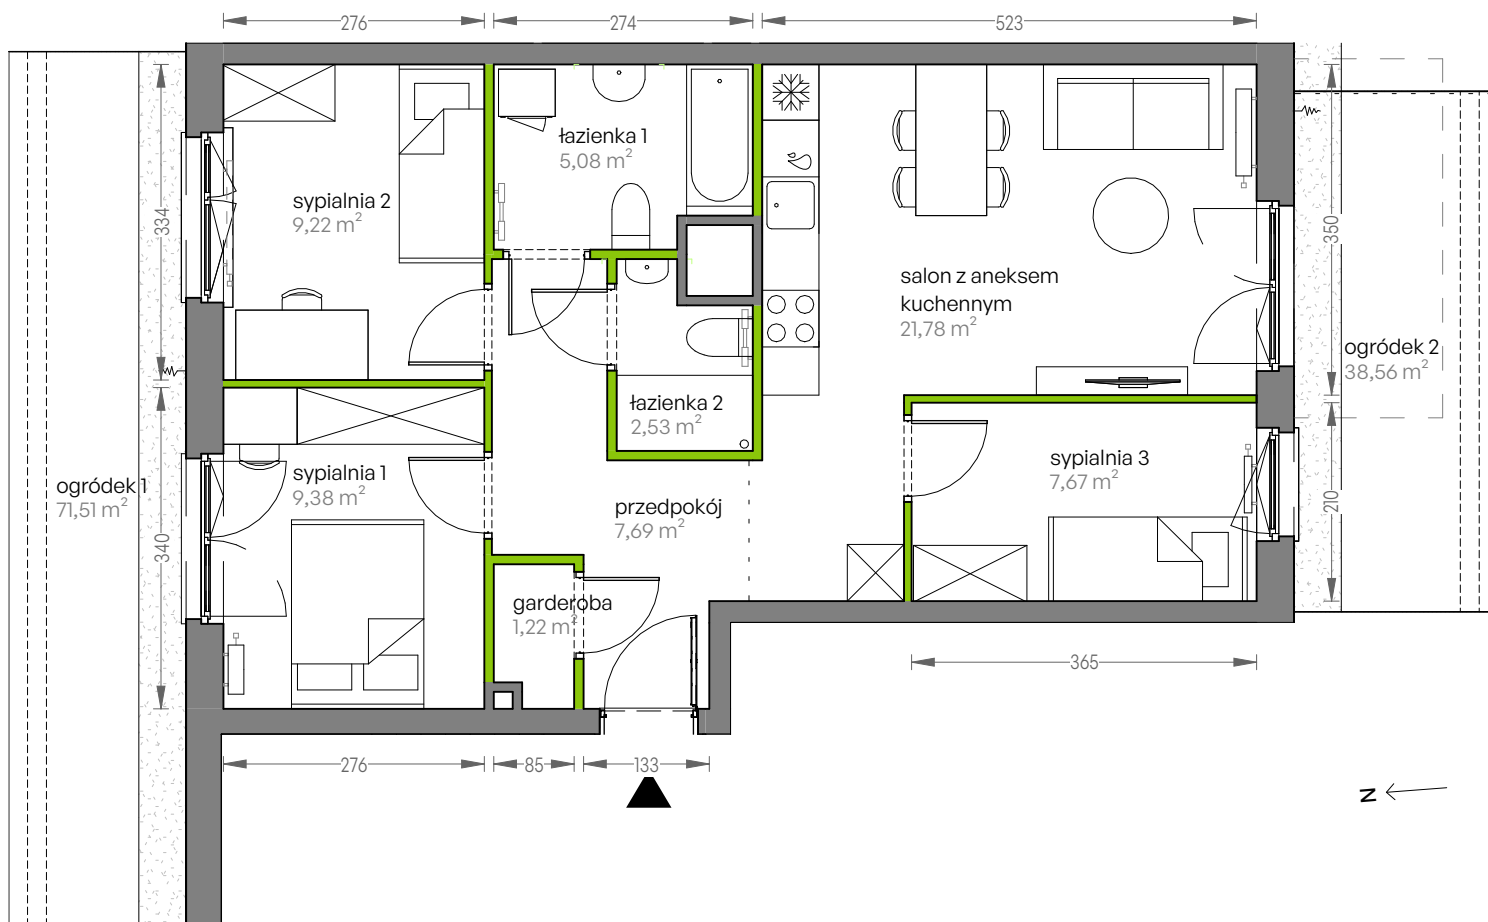 276
274
523
łazienka 1
5,08 m²
sypialnia 2
9,22 m²
334
350
salon z aneksem
kuchennym
21,78 m²
ogródek 2
38,56 m²
łazienka 2
2,53 m²
sypialnia 1
9,38 m²
sypialnia 3
7,67 m²
ogródek 1
71,51 m²
przedpokój
7,69 m²
210
340
garderoba
1,22 m²
365
276
85
133
N